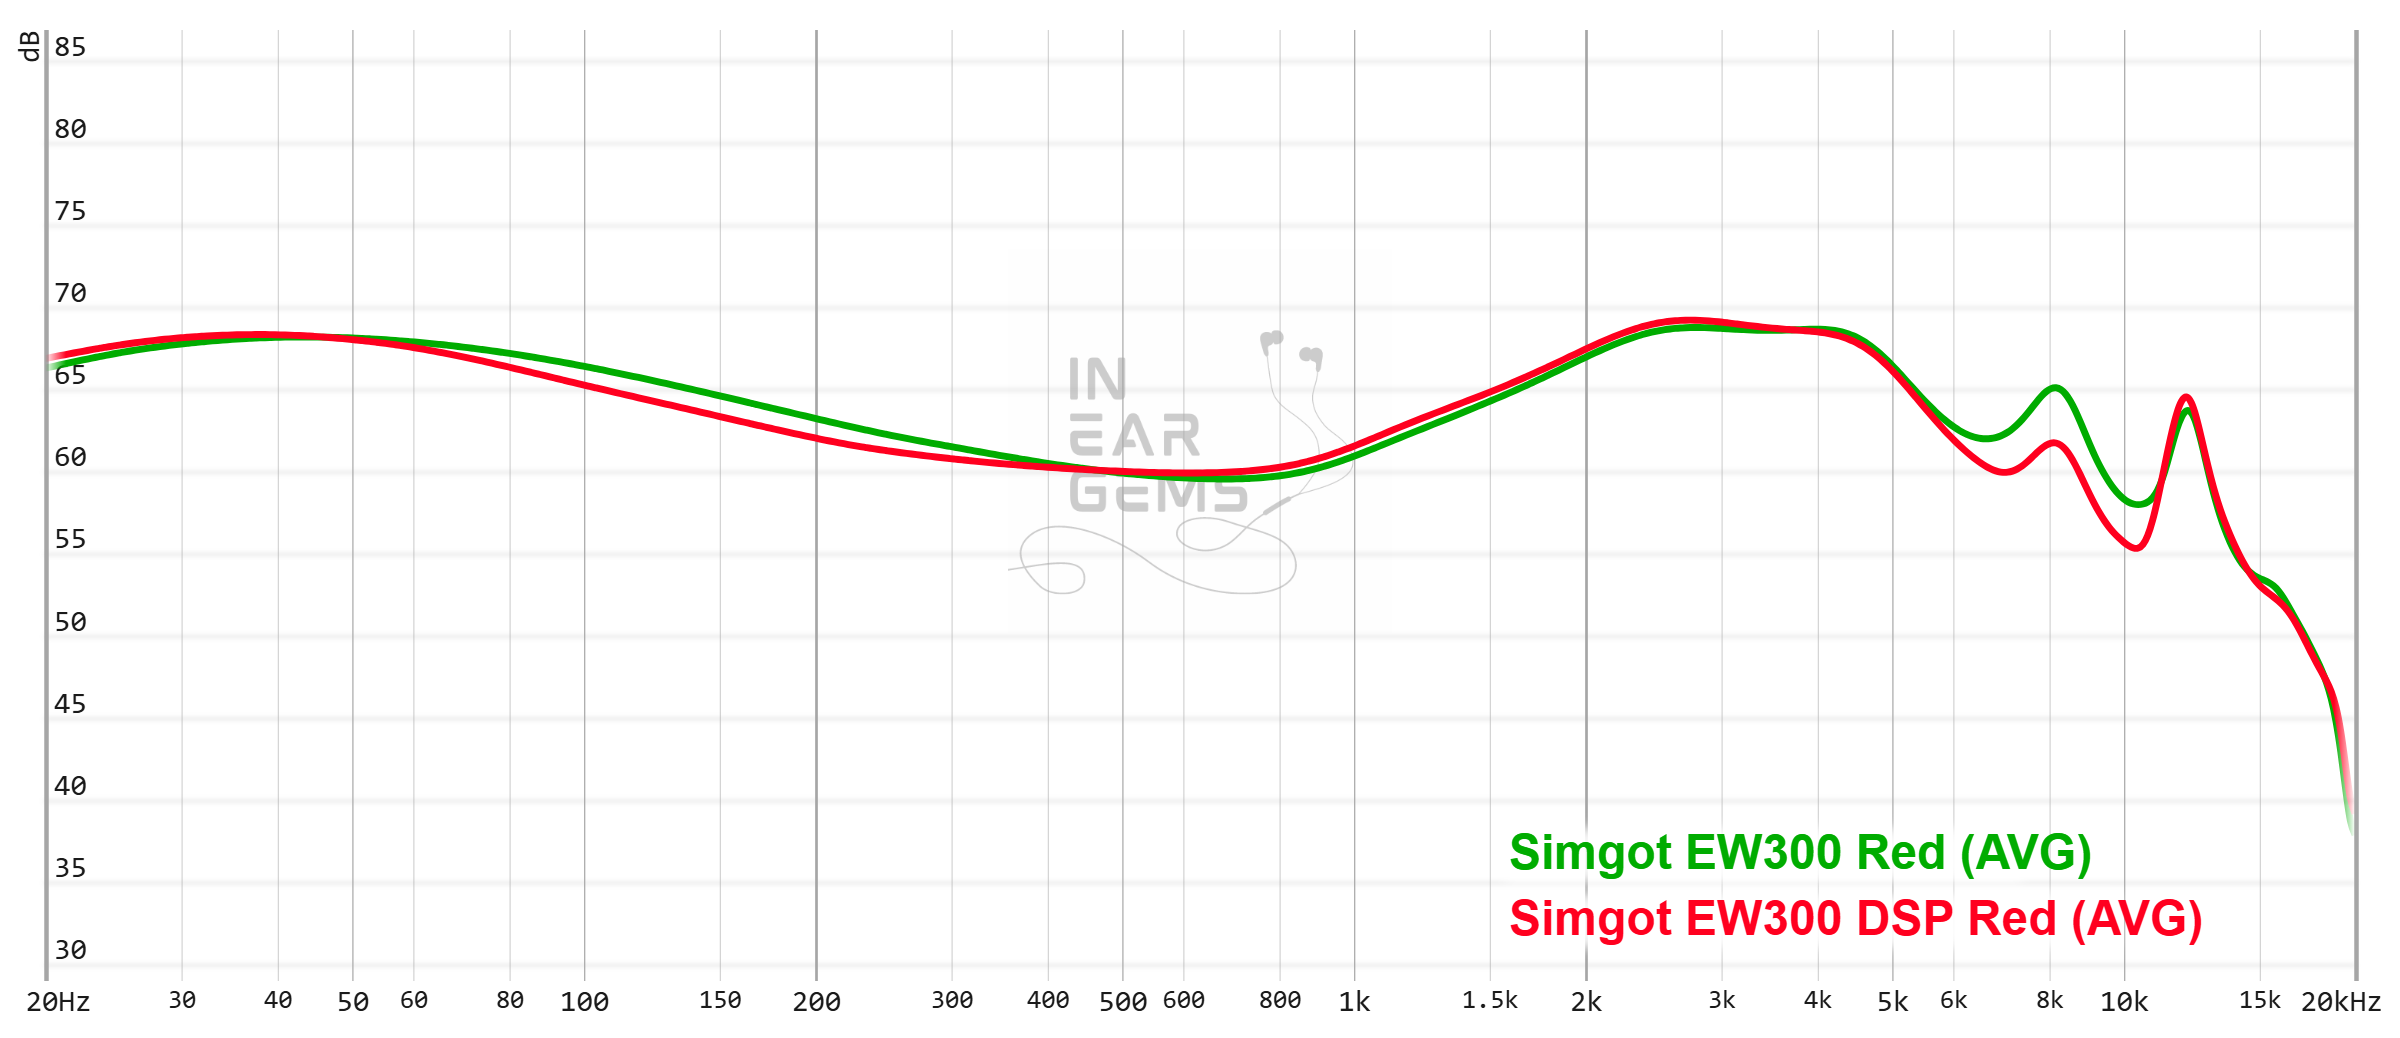 dB
85
80
75
70
65
60
55
50
45
40
35
30
IN
EAR
GEMS
Simgot EW300 Red (AVG)
Simgot EW300 DSP Red (AVG)
20Hz 30 40 50 60 80 100 150 200 300 400 500 600 800 1k 1.5k 2k 3k 4k 5k 6k 8k 10k 15k 20kHz